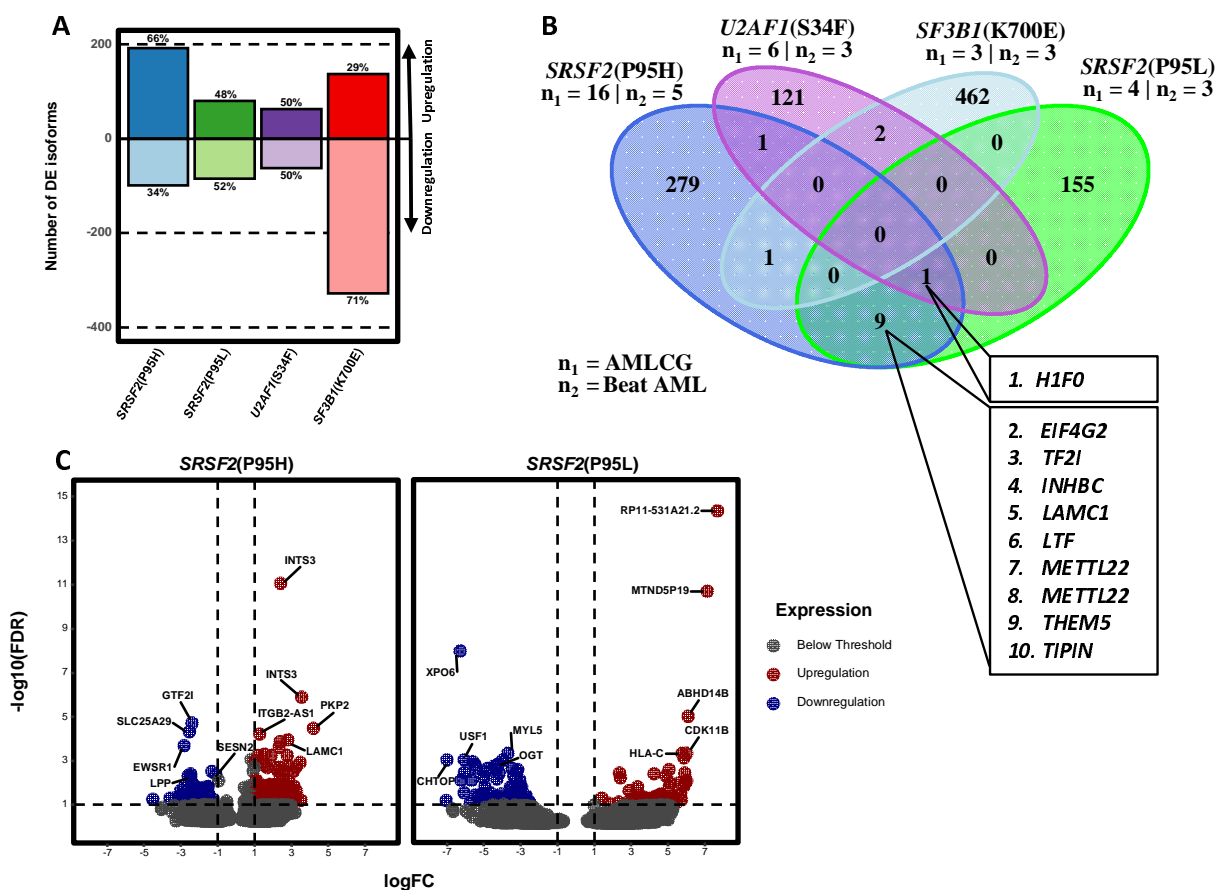 A
Number of DE isoforms
200
0
-200
-400
66%
34%
48%
52%
50%
50%
29%
71%
SRSF2(P95H)
SRSF2(P95L)
U2AF1(S34F)
SF3B1(K700E)
Upregulation
Downregulation
B
U2AF1(S34F)
n1 = 6 | n2 = 3
SF3B1(K700E)
n1 = 3 | n2 = 3
SRSF2(P95H)
n1 = 16 | n2 = 5
SRSF2(P95L)
n1 = 4 | n2 = 3
121
462
1
2
0
279
0
0
155
0
1
0
1
0
9
n1 = AMLCG
n2 = Beat AML
1. H1F0
2. EIF4G2
3. TF2I
4. INHBC
5. LAMC1
6. LTF
7. METTL22
8. METTL22
9. THEM5
10. TIPIN
C
SRSF2(P95H)
SRSF2(P95L)
-log10(FDR)
15
13
11
9
7
5
3
1
INTS3
INTS3
GTF2I
SLC25A29
ITGB2-AS1
PKP2
SESN2
LAMC1
EWSR1
LPP
-7
-5
-3
-1
1
3
5
7
RP11-531A21.2
MTND5P19
XPO6
ABHD14B
USF1
MYL5
CDK11B
OGT
HLA-C
CHTOP
-7
-5
-3
-1
1
3
5
7
logFC
Expression
Below Threshold
Upregulation
Downregulation